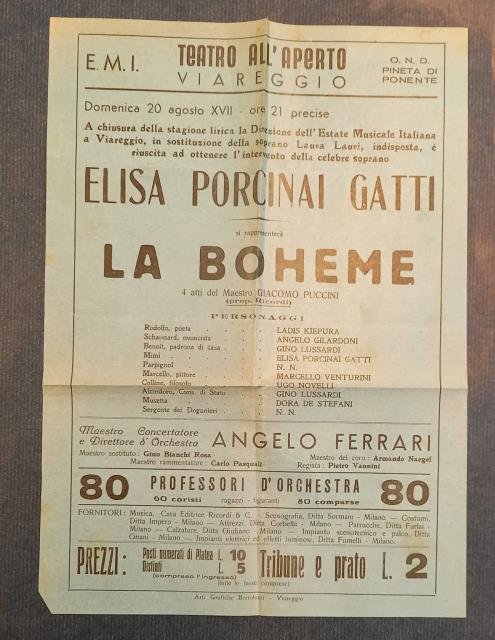 E.M.I.
TEATRO ALL'APERTO
VIAREGGIO
O. N. D.
PINETA DI
PONENTE
Domenica 20 agosto XVII - ore 21 precise
A chiusura della stagione lirica la Direzione dell'Estate Musicale Italiana
a Viareggio, in sostituzione della soprano Laura Lauri, indisposta, è
riuscita ad ottenere l'intervento della celebre soprano
ELISA PORCINAI GATTI
si rappresenterà
LA BOHEME
4 atti del Maestro GIACOMO PUCCINI
(prop. Ricordi)
PERSONAGGI
Rodolfo, poeta . . . . LADIS KIEPURA
Schaunard, musicista . . . ANGELO GILARDONI
Benoit, padrone di casa . . . GINO LUSSARDI
Mimì . . . . . ELISA PORCINAI GATTI
Parpignol . . . . N. N.
Marcello, pittore . . . . MARCELLO VENTURINI
Colline, filosofo . . . . UGO NOVELLI
Alcindoro, Cons. di Stato . . . GINO LUSSARDI
Musetta . . . . DORA DE STEFANI
Sergente dei Doganieri . . . N. N.
Maestro Concertatore
e Direttore d'Orchestra
ANGELO FERRARI
Maestro sostituto : Gino Bianchi Rosa
Maestro del coro : Armando Naegel
Maestro rammentatore : Carlo Pasquale
Regista : Pietro Vannini
80 PROFESSORI D'ORCHESTRA 80
60 coristi ragazzi - figuranti 80 comparse
FORNITORI : Musica, Casa Editrice Ricordi & C. - Scenografia, Ditta Sormani - Milano — Costumi,
Ditta Impero - Milano — Attrezzi, Ditta Corbella - Milano — Parrucche, Ditta
- Milano — Calzature, Ditta - Milano — Impianto scenotecnico e palco, Ditta
- Milano — Impianti elettrici ed effetti luminosi, Ditta Fumelli - Milano.
PREZZI :
Posti numerati di Platea L. 10
Distinti L. 5
(compreso l'ingresso)
Tribune e prato L. 2
(tutte le tasse comprese)
Arti Grafiche - Viareggio